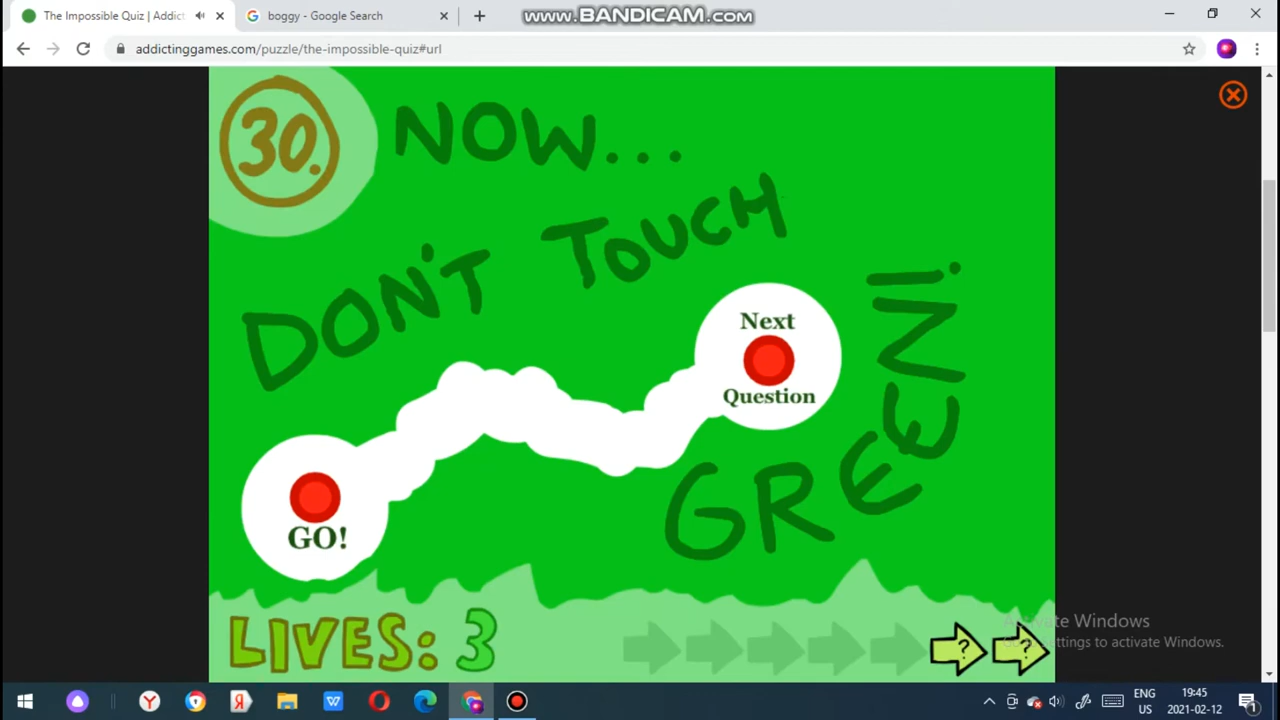 The Impossible Quiz | Addict
boggy - Google Search
www.BANDICAM.com
addictinggames.com/puzzle/the-impossible-quiz#url
30.
NOW...
DON'T TOUCH
GREEN!
Next
Question
GO!
LIVES: 3
? ?
Activate Windows
Go to Settings to activate Windows.
ENG
US
19:45
2021-02-12
1